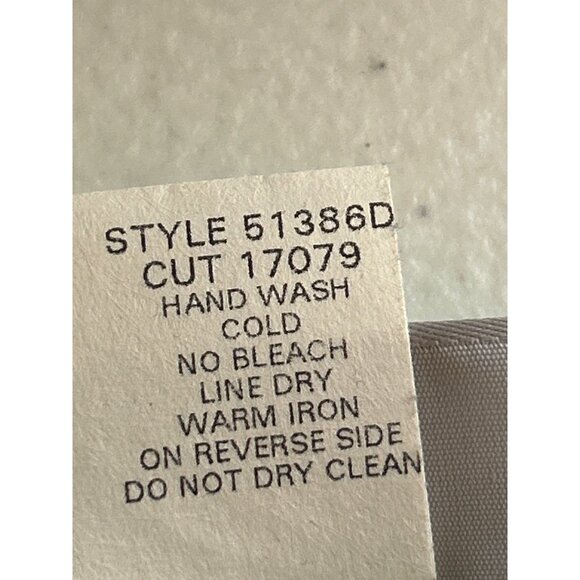 STYLE 51386D
CUT 17079
HAND WASH
COLD
NO BLEACH
LINE DRY
WARM IRON
ON REVERSE SIDE
DO NOT DRY CLEAN